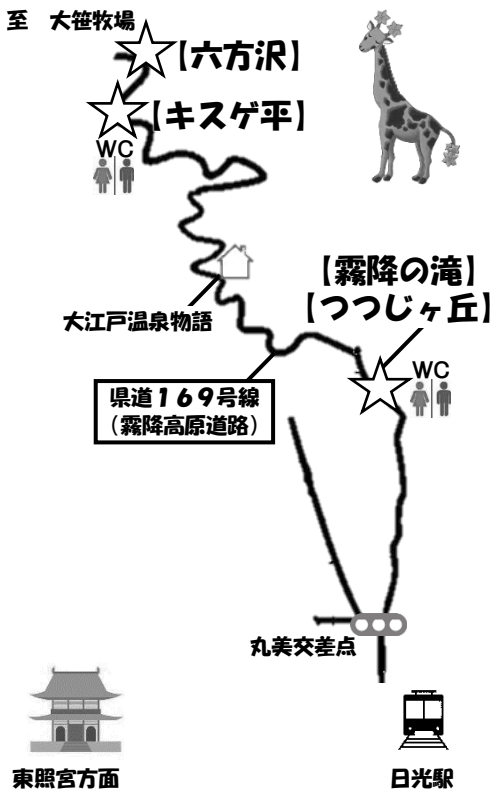 至　大笹牧場
【六方沢】
【キスゲ平】
WC
【霧降の滝】
【つつじヶ丘】
大江戸温泉物語
WC
県道１６９号線
（霧降高原道路）
丸美交差点
東照宮方面
日光駅